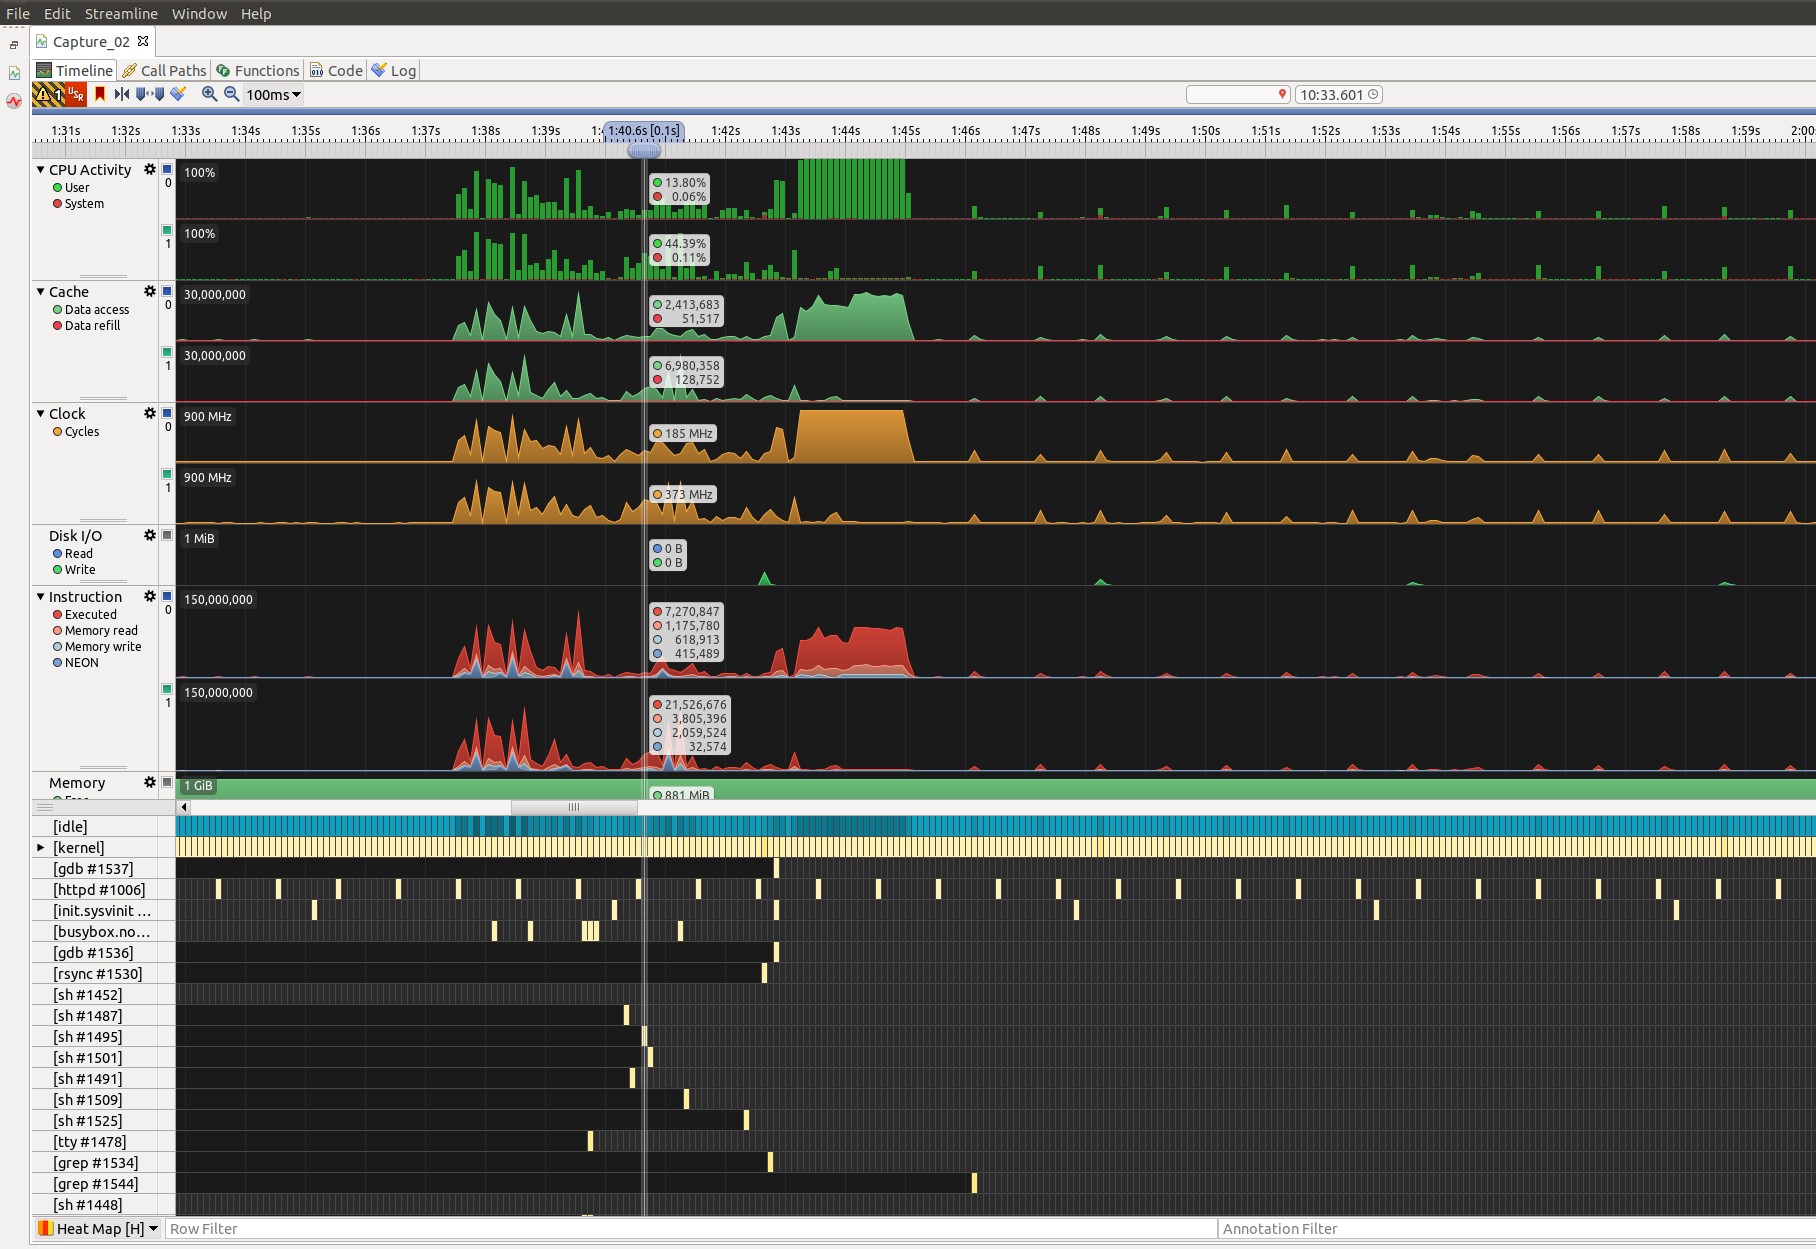 File Edit Streamline Window Help
Capture_02
Timeline Call Paths Functions Code Log
1 USR 100ms 10:33.601
1:31s 1:32s 1:33s 1:34s 1:35s 1:36s 1:37s 1:38s 1:39s 1:40.6s [0.1s] 1:42s 1:43s 1:44s 1:45s 1:46s 1:47s 1:48s 1:49s 1:50s 1:51s 1:52s 1:53s 1:54s 1:55s 1:56s 1:57s 1:58s 1:59s 2:00
CPU Activity 0 100%
User 13.80%
System 0.06%
1 100%
44.39%
0.11%
Cache 0 30,000,000
Data access 2,413,683
Data refill 51,517
1 30,000,000
6,980,358
128,752
Clock 0 900 MHz
Cycles 185 MHz
1 900 MHz
373 MHz
Disk I/O 1 MiB
Read 0 B
Write 0 B
Instruction 0 150,000,000
Executed 7,270,847
Memory read 1,175,780
Memory write 618,913
NEON 415,489
1 150,000,000
21,526,676
3,805,396
2,059,524
32,574
Memory 1 GiB
881 MiB
[idle]
[kernel]
[gdb #1537]
[httpd #1006]
[init.sysvinit ...
[busybox.no...
[gdb #1536]
[rsync #1530]
[sh #1452]
[sh #1487]
[sh #1495]
[sh #1501]
[sh #1491]
[sh #1509]
[sh #1525]
[tty #1478]
[grep #1534]
[grep #1544]
[sh #1448]
Heat Map [H] Row Filter Annotation Filter